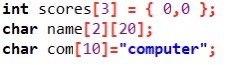 int scores[3] = { 0,0 };
char name[2][20];
char com[10]="computer";